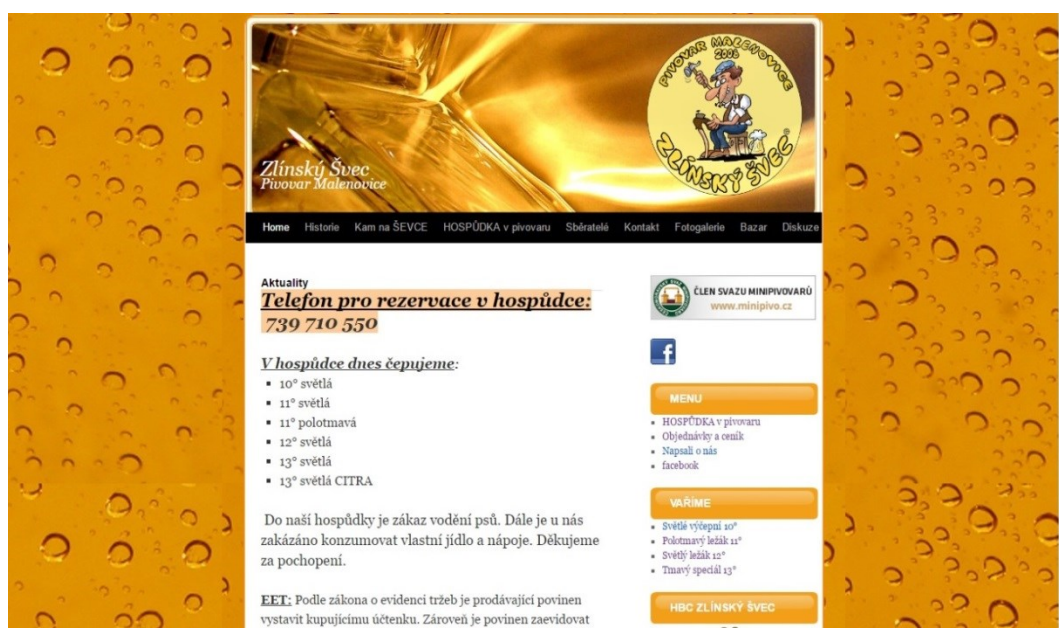 PIVOVAR MALENOVICE
2006
ZLÍNSKÝ ŠVEC
®
Zlínský Švec
Pivovar Malenovice
Home Historie Kam na ŠEVCE HOSPŮDKA v pivovaru Sběratelé Kontakt Fotogalerie Bazar Diskuze
Aktuality
Telefon pro rezervace v hospůdce:
739 710 550
V hospůdce dnes čepujeme:
10° světlá
11° světlá
11° polotmavá
12° světlá
13° světlá
13° světlá CITRA
Do naší hospůdky je zákaz vodění psů. Dále je u nás
zakázáno konzumovat vlastní jídlo a nápoje. Děkujeme
za pochopení.
EET: Podle zákona o evidenci tržeb je prodávající povinen
vystavit kupujícímu účtenku. Zároveň je povinen zaevidovat
ČLEN SVAZU MINIPIVOVARŮ
www.minipivo.cz
f
MENU
HOSPŮDKA v pivovaru
Objednávky a ceník
Napsali o nás
facebook
VAŘÍME
Světlé výčepní 10°
Polotmavý ležák 11°
Světlý ležák 12°
Tmavý speciál 13°
HBC ZLÍNSKÝ ŠVEC